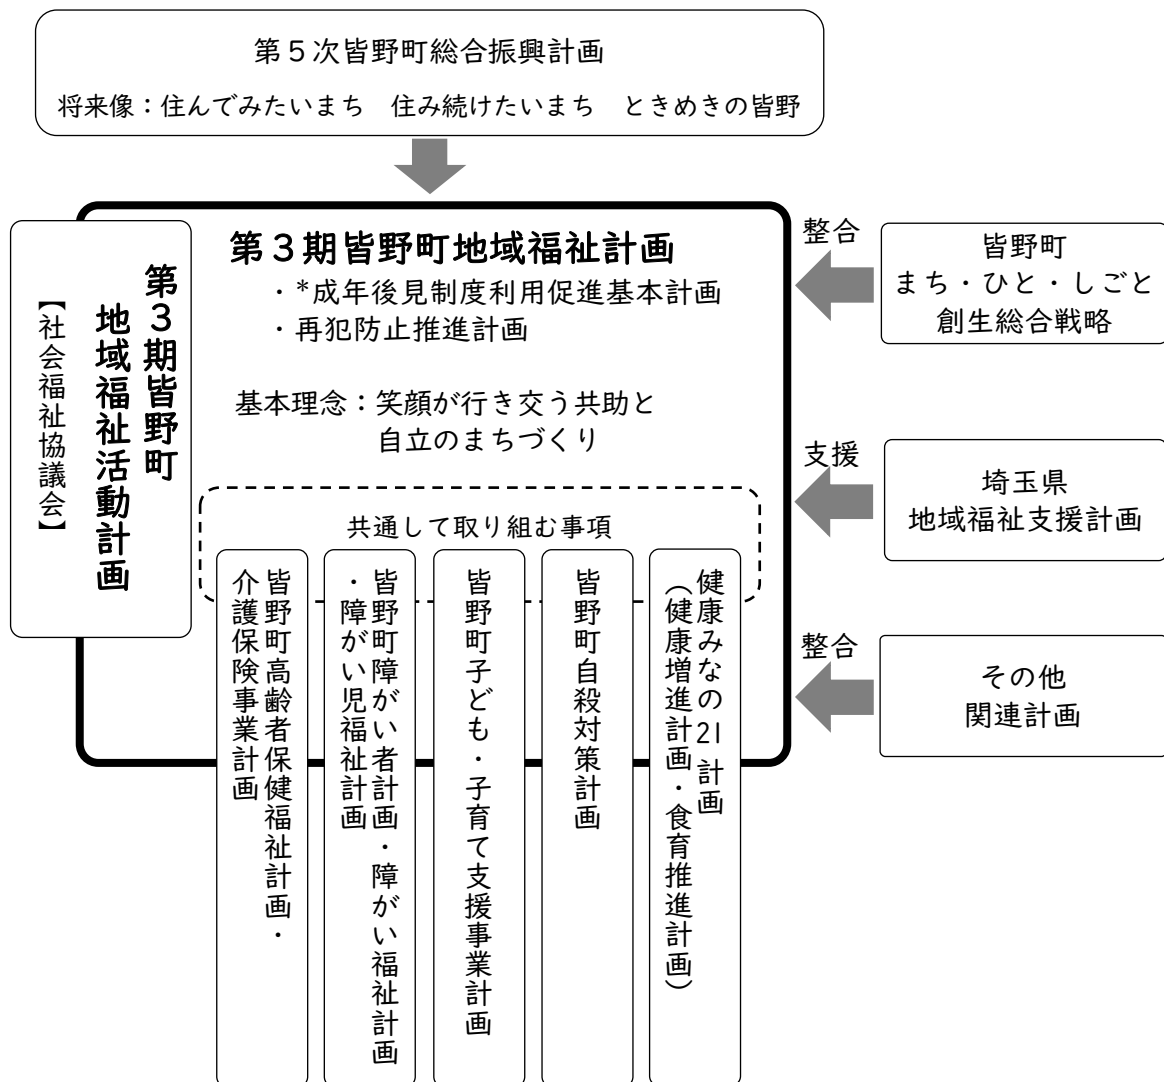 第５次皆野町総合振興計画
将来像：住んでみたいまち　住み続けたいまち　ときめきの皆野
第３期皆野町
地域福祉活動計画
【社会福祉協議会】
第３期皆野町地域福祉計画
・*成年後見制度利用促進基本計画
・再犯防止推進計画
基本理念：笑顔が行き交う共助と
自立のまちづくり
共通して取り組む事項
皆野町高齢者保健福祉計画・
介護保険事業計画
皆野町障がい者計画・障がい福祉計画
・障がい児福祉計画
皆野町子ども・子育て支援事業計画
皆野町自殺対策計画
健康みなの21計画
（健康増進計画・食育推進計画）
整合
皆野町
まち・ひと・しごと
創生総合戦略
支援
埼玉県
地域福祉支援計画
整合
その他
関連計画